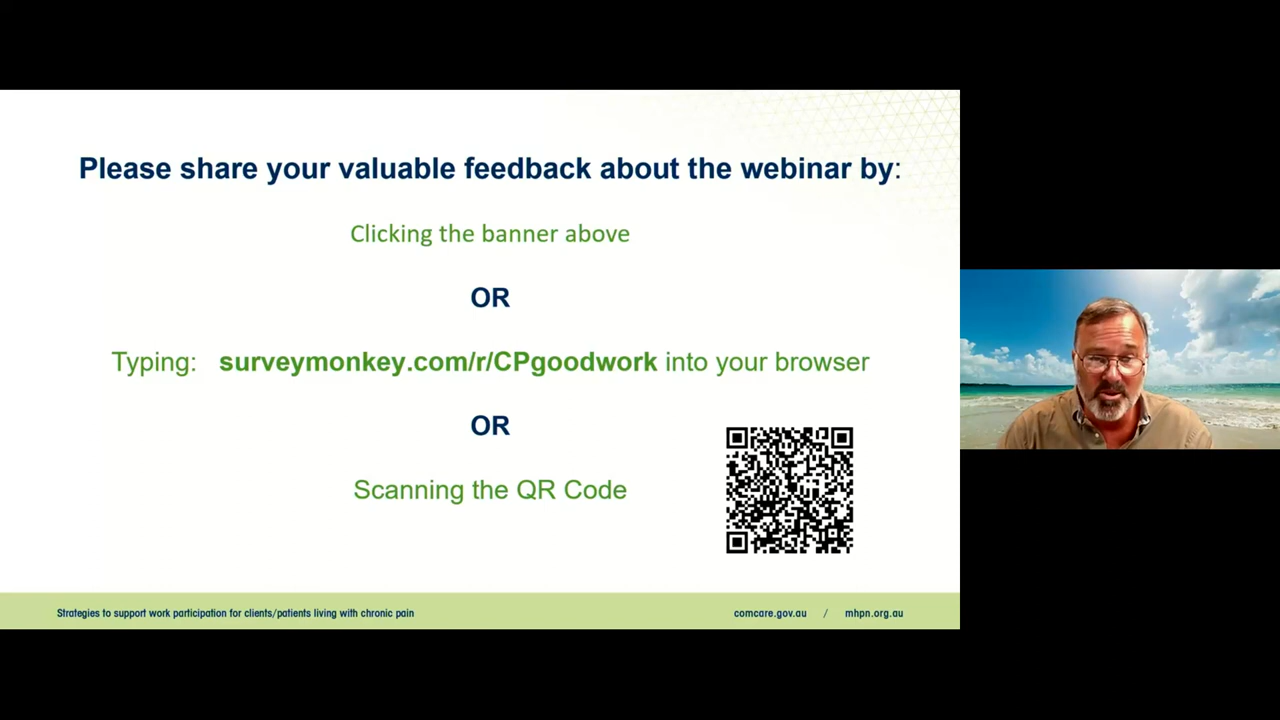 Please share your valuable feedback about the webinar by:
Clicking the banner above
OR
Typing: surveymonkey.com/r/CPgoodwork into your browser
OR
Scanning the QR Code
Strategies to support work participation for clients/patients living with chronic pain
comcare.gov.au / mhpn.org.au